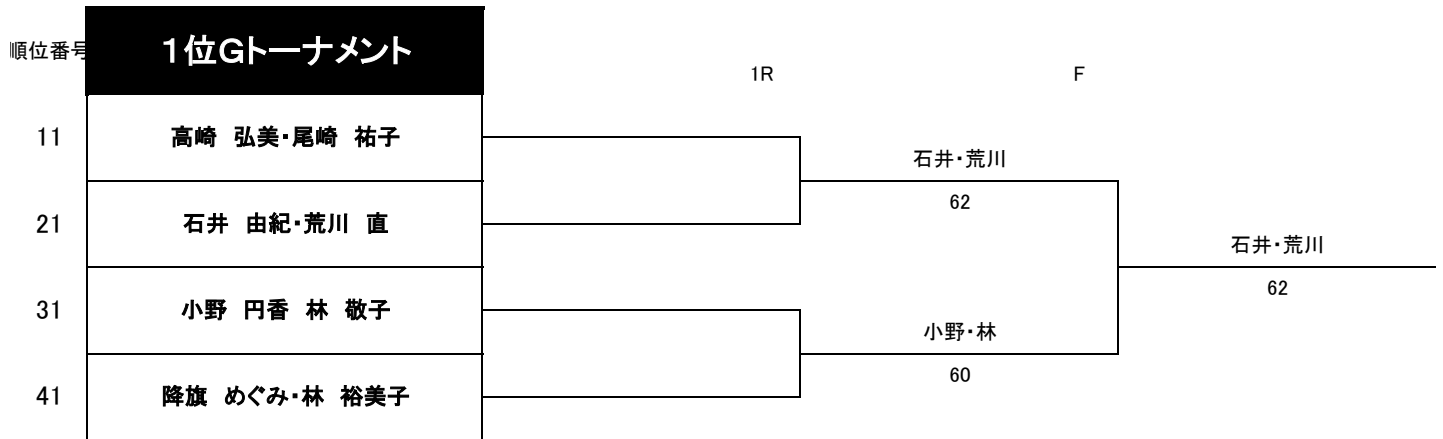 順位番号
1位Gトーナメント
1R
F
11
高崎　弘美・尾崎　祐子
石井・荒川
62
21
石井　由紀・荒川　直
石井・荒川
62
31
小野　円香　林　敬子
小野・林
60
41
降旗　めぐみ・林　裕美子